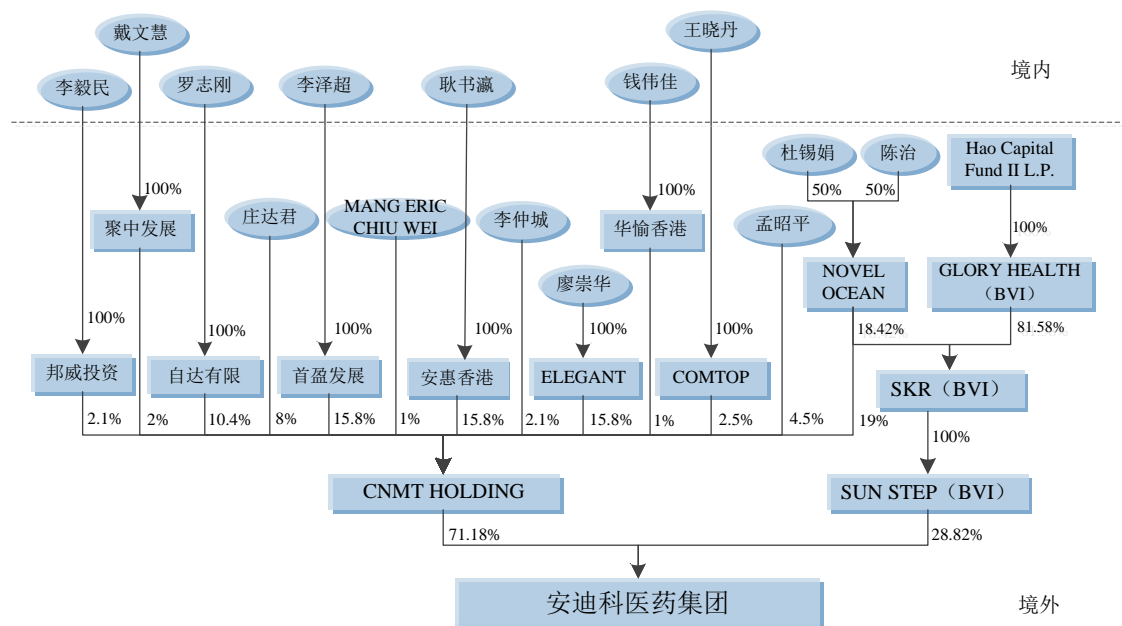 戴文慧
王晓丹
李毅民
罗志刚
李泽超
耿书瀛
钱伟佳
境内
杜锡娟
陈治
Hao Capital
Fund II L.P.
50%
50%
100%
100%
聚中发展
庄达君
MANG ERIC
CHIU WEI
李仲城
华愉香港
孟昭平
100%
NOVEL
OCEAN
GLORY HEALTH
（BVI）
廖崇华
100%
100%
100%
100%
100%
100%
18.42%
81.58%
邦威投资
自达有限
首盈发展
安惠香港
ELEGANT
COMTOP
SKR（BVI）
2.1%
2%
10.4%
8%
15.8%
1%
15.8%
2.1%
15.8%
1%
2.5%
4.5%
19%
100%
CNMT HOLDING
SUN STEP（BVI）
71.18%
28.82%
安迪科医药集团
境外